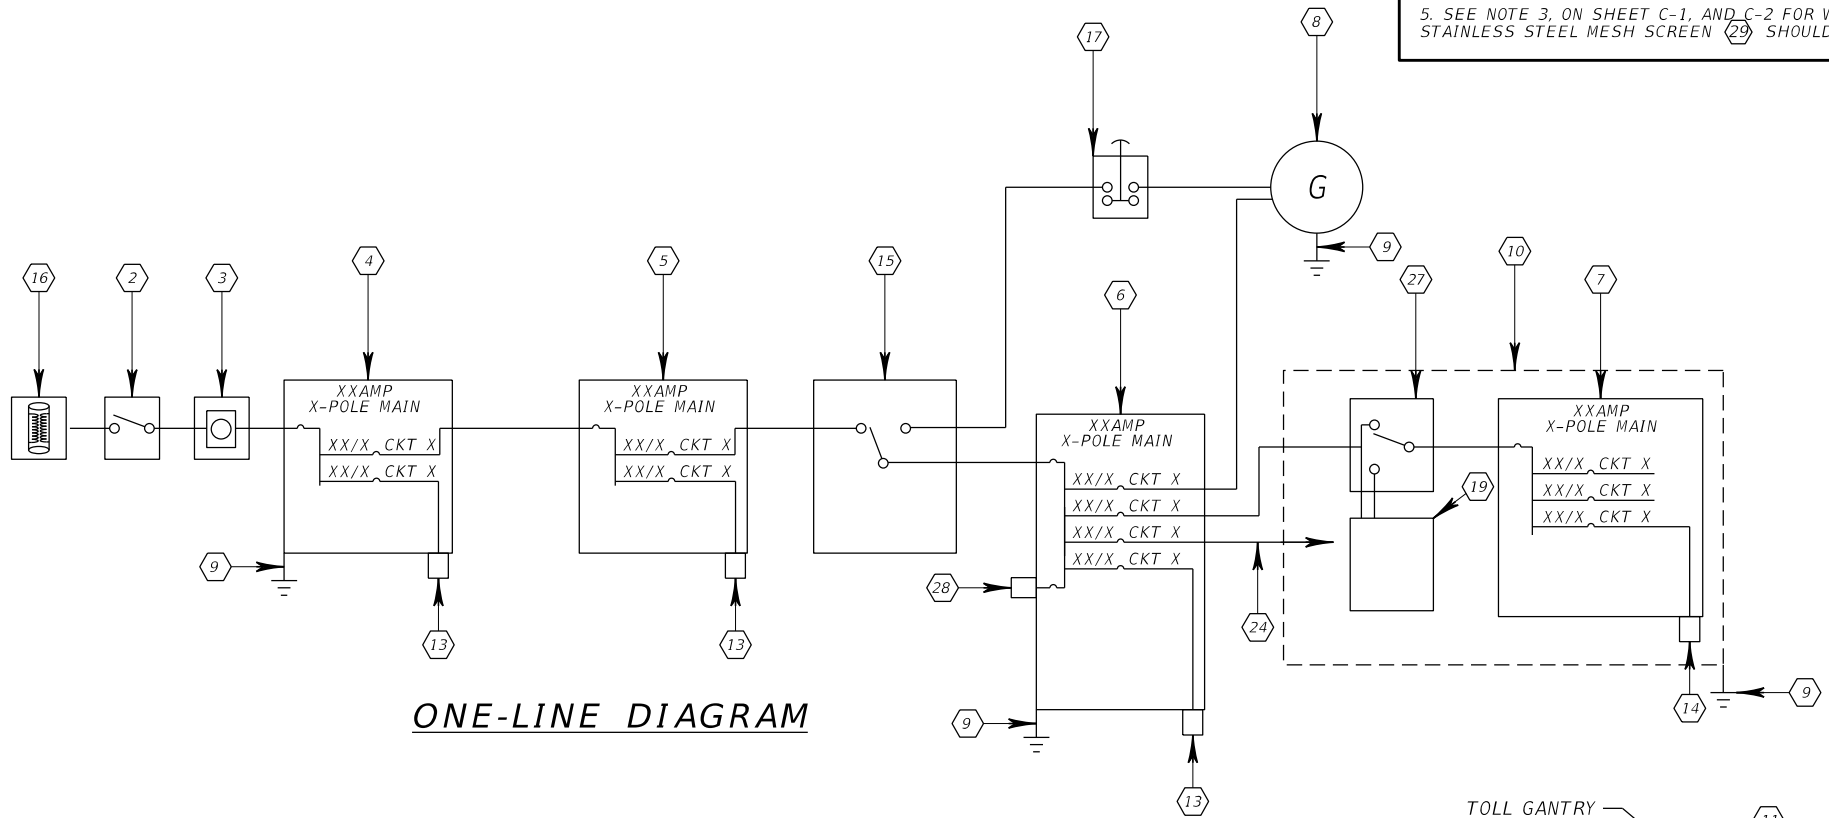 5. SEE NOTE 3, ON SHEET C-1, AND C-2 FOR
STAINLESS STEEL MESH SCREEN 29 SHOULD
8
17
9
10
4
5
15
27
7
16
2
3
6
G
XXAMP
X-POLE MAIN
XX/X CKT X
XX/X CKT X
XXAMP
X-POLE MAIN
XX/X CKT X
XX/X CKT X
XXAMP
X-POLE MAIN
XX/X CKT X
XX/X CKT X
XX/X CKT X
XX/X CKT X
XXAMP
X-POLE MAIN
XX/X CKT X
XX/X CKT X
XX/X CKT X
19
9
28
24
13
13
9
14
9
13
ONE-LINE DIAGRAM
TOLL GANTRY
11